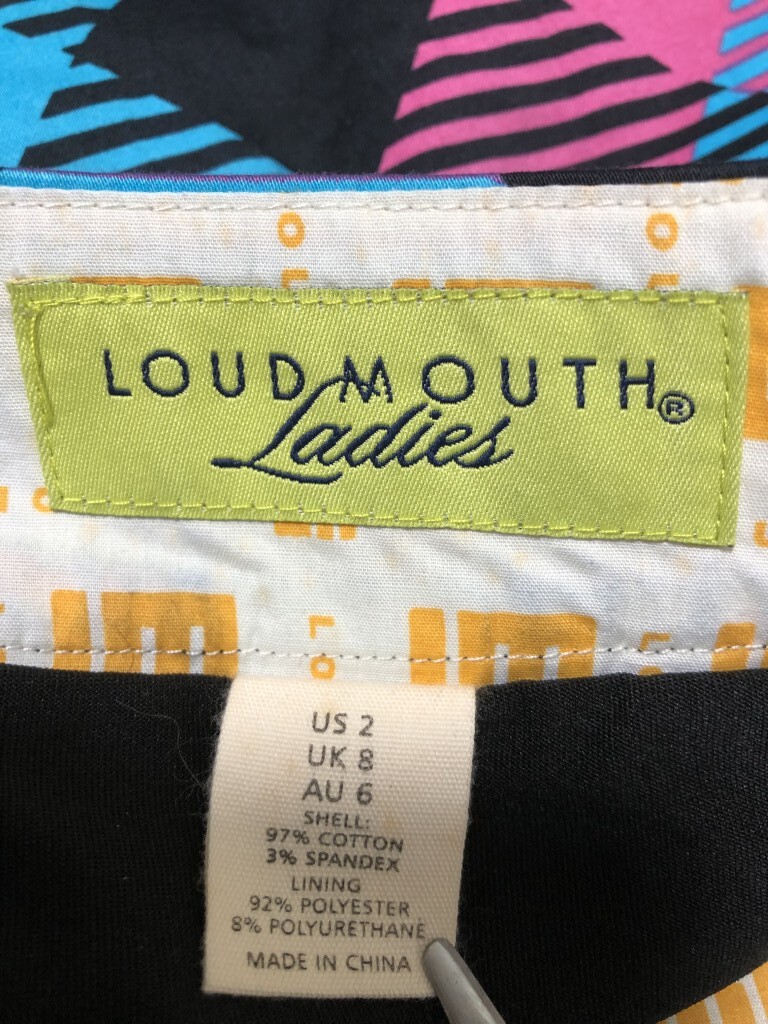 LOUDMOUTH®
Ladies
US 2
UK 8
AU 6
SHELL:
97% COTTON
3% SPANDEX
LINING
92% POLYESTER
8% POLYURETHANE
MADE IN CHINA